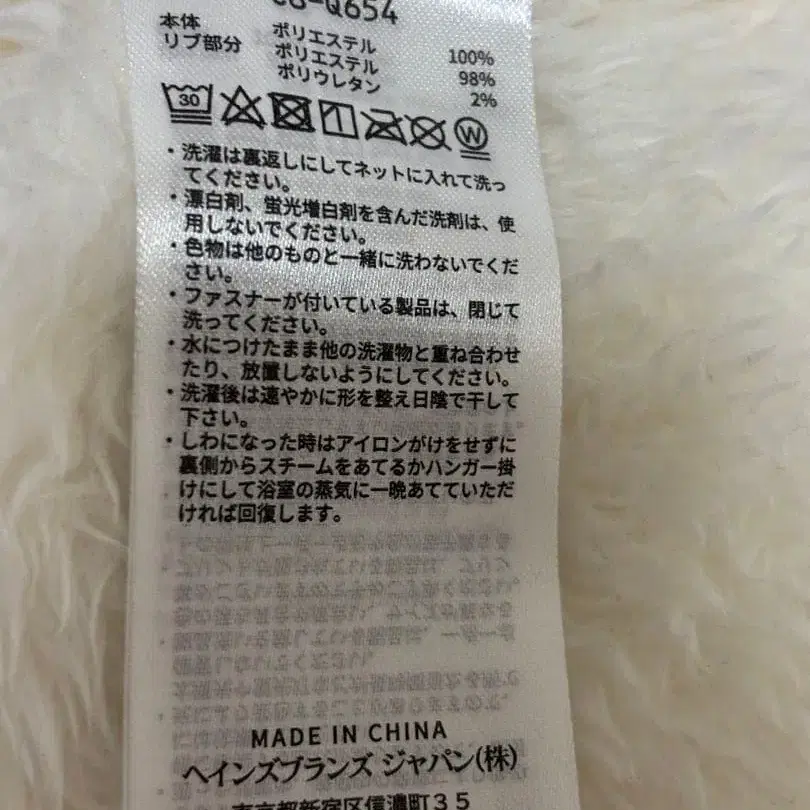 C8-Q654
本体 ポリエステル 100%
リブ部分 ポリエステル 98%
ポリウレタン 2%
30
W
・洗濯は裏返しにしてネットに入れて洗っ
てください。
・漂白剤、蛍光増白剤を含んだ洗剤は、使
用しないでください。
・色物は他のものと一緒に洗わないでくだ
さい。
・ファスナーが付いている製品は、閉じて
洗ってください。
・水につけたまま他の洗濯物と重ね合わせ
たり、放置しないようにしてください。
・洗濯後は速やかに形を整え日陰で干して
下さい。
・しわになった時はアイロンがけをせずに
裏側からスチームをあてるかハンガー掛
けにして浴室の蒸気に一晩あてていただ
ければ回復します。
MADE IN CHINA
ヘインズブランズ ジャパン(株)
東京都新宿区信濃町35